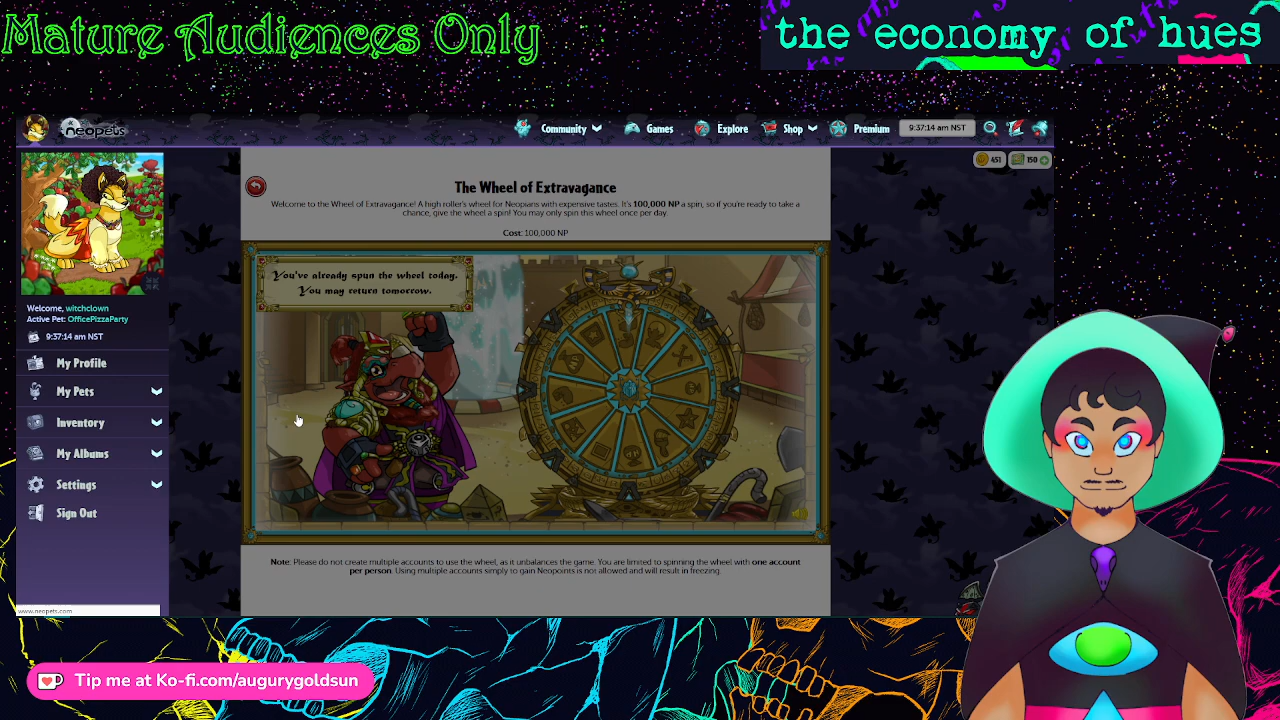 Mature Audiences Only
the economy of hues
neopets
Community
Games
Explore
Shop
Premium
9:37:14 am NST
451
150
The Wheel of Extravagance
Welcome to the Wheel of Extravagance! A high roller's wheel for Neopians with expensive tastes. It's 100,000 NP a spin, so if you're ready to take a
chance, give the wheel a spin! You may only spin this wheel once per day.
Cost: 100,000 NP
You've already spun the wheel today.
You may return tomorrow.
Welcome, witchclown
Active Pet: OfficePizzaParty
9:37:14 am NST
My Profile
My Pets
Inventory
My Albums
Settings
Sign Out
Note: Please do not create multiple accounts to use the wheel, as it unbalances the game. You are limited to spinning the wheel with one account
per person. Using multiple accounts simply to gain Neopoints is not allowed and will result in freezing.
www.neopets.com
Tip me at Ko-fi.com/augurygoldsun